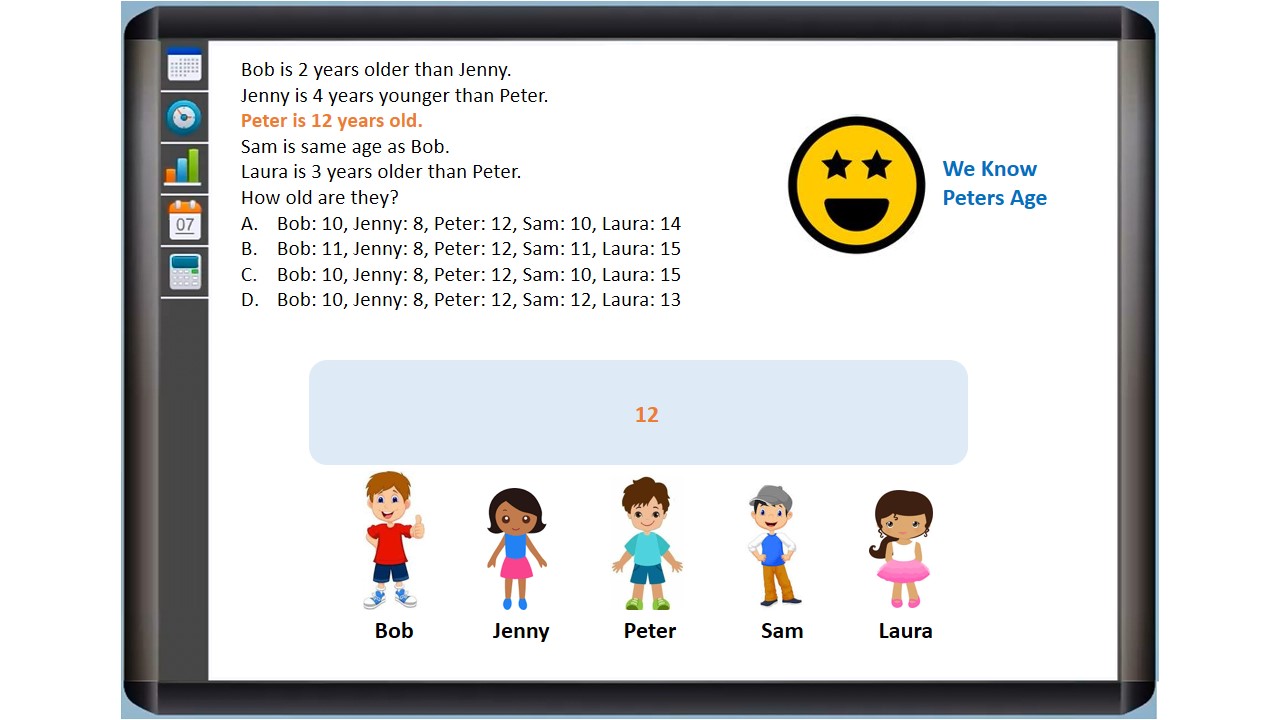 Bob is 2 years older than Jenny.
Jenny is 4 years younger than Peter.
Peter is 12 years old.
Sam is same age as Bob.
Laura is 3 years older than Peter.
How old are they?
A. Bob: 10, Jenny: 8, Peter: 12, Sam: 10, Laura: 14
B. Bob: 11, Jenny: 8, Peter: 12, Sam: 11, Laura: 15
C. Bob: 10, Jenny: 8, Peter: 12, Sam: 10, Laura: 15
D. Bob: 10, Jenny: 8, Peter: 12, Sam: 12, Laura: 13
We Know
Peters Age
07
12
Bob
Jenny
Peter
Sam
Laura